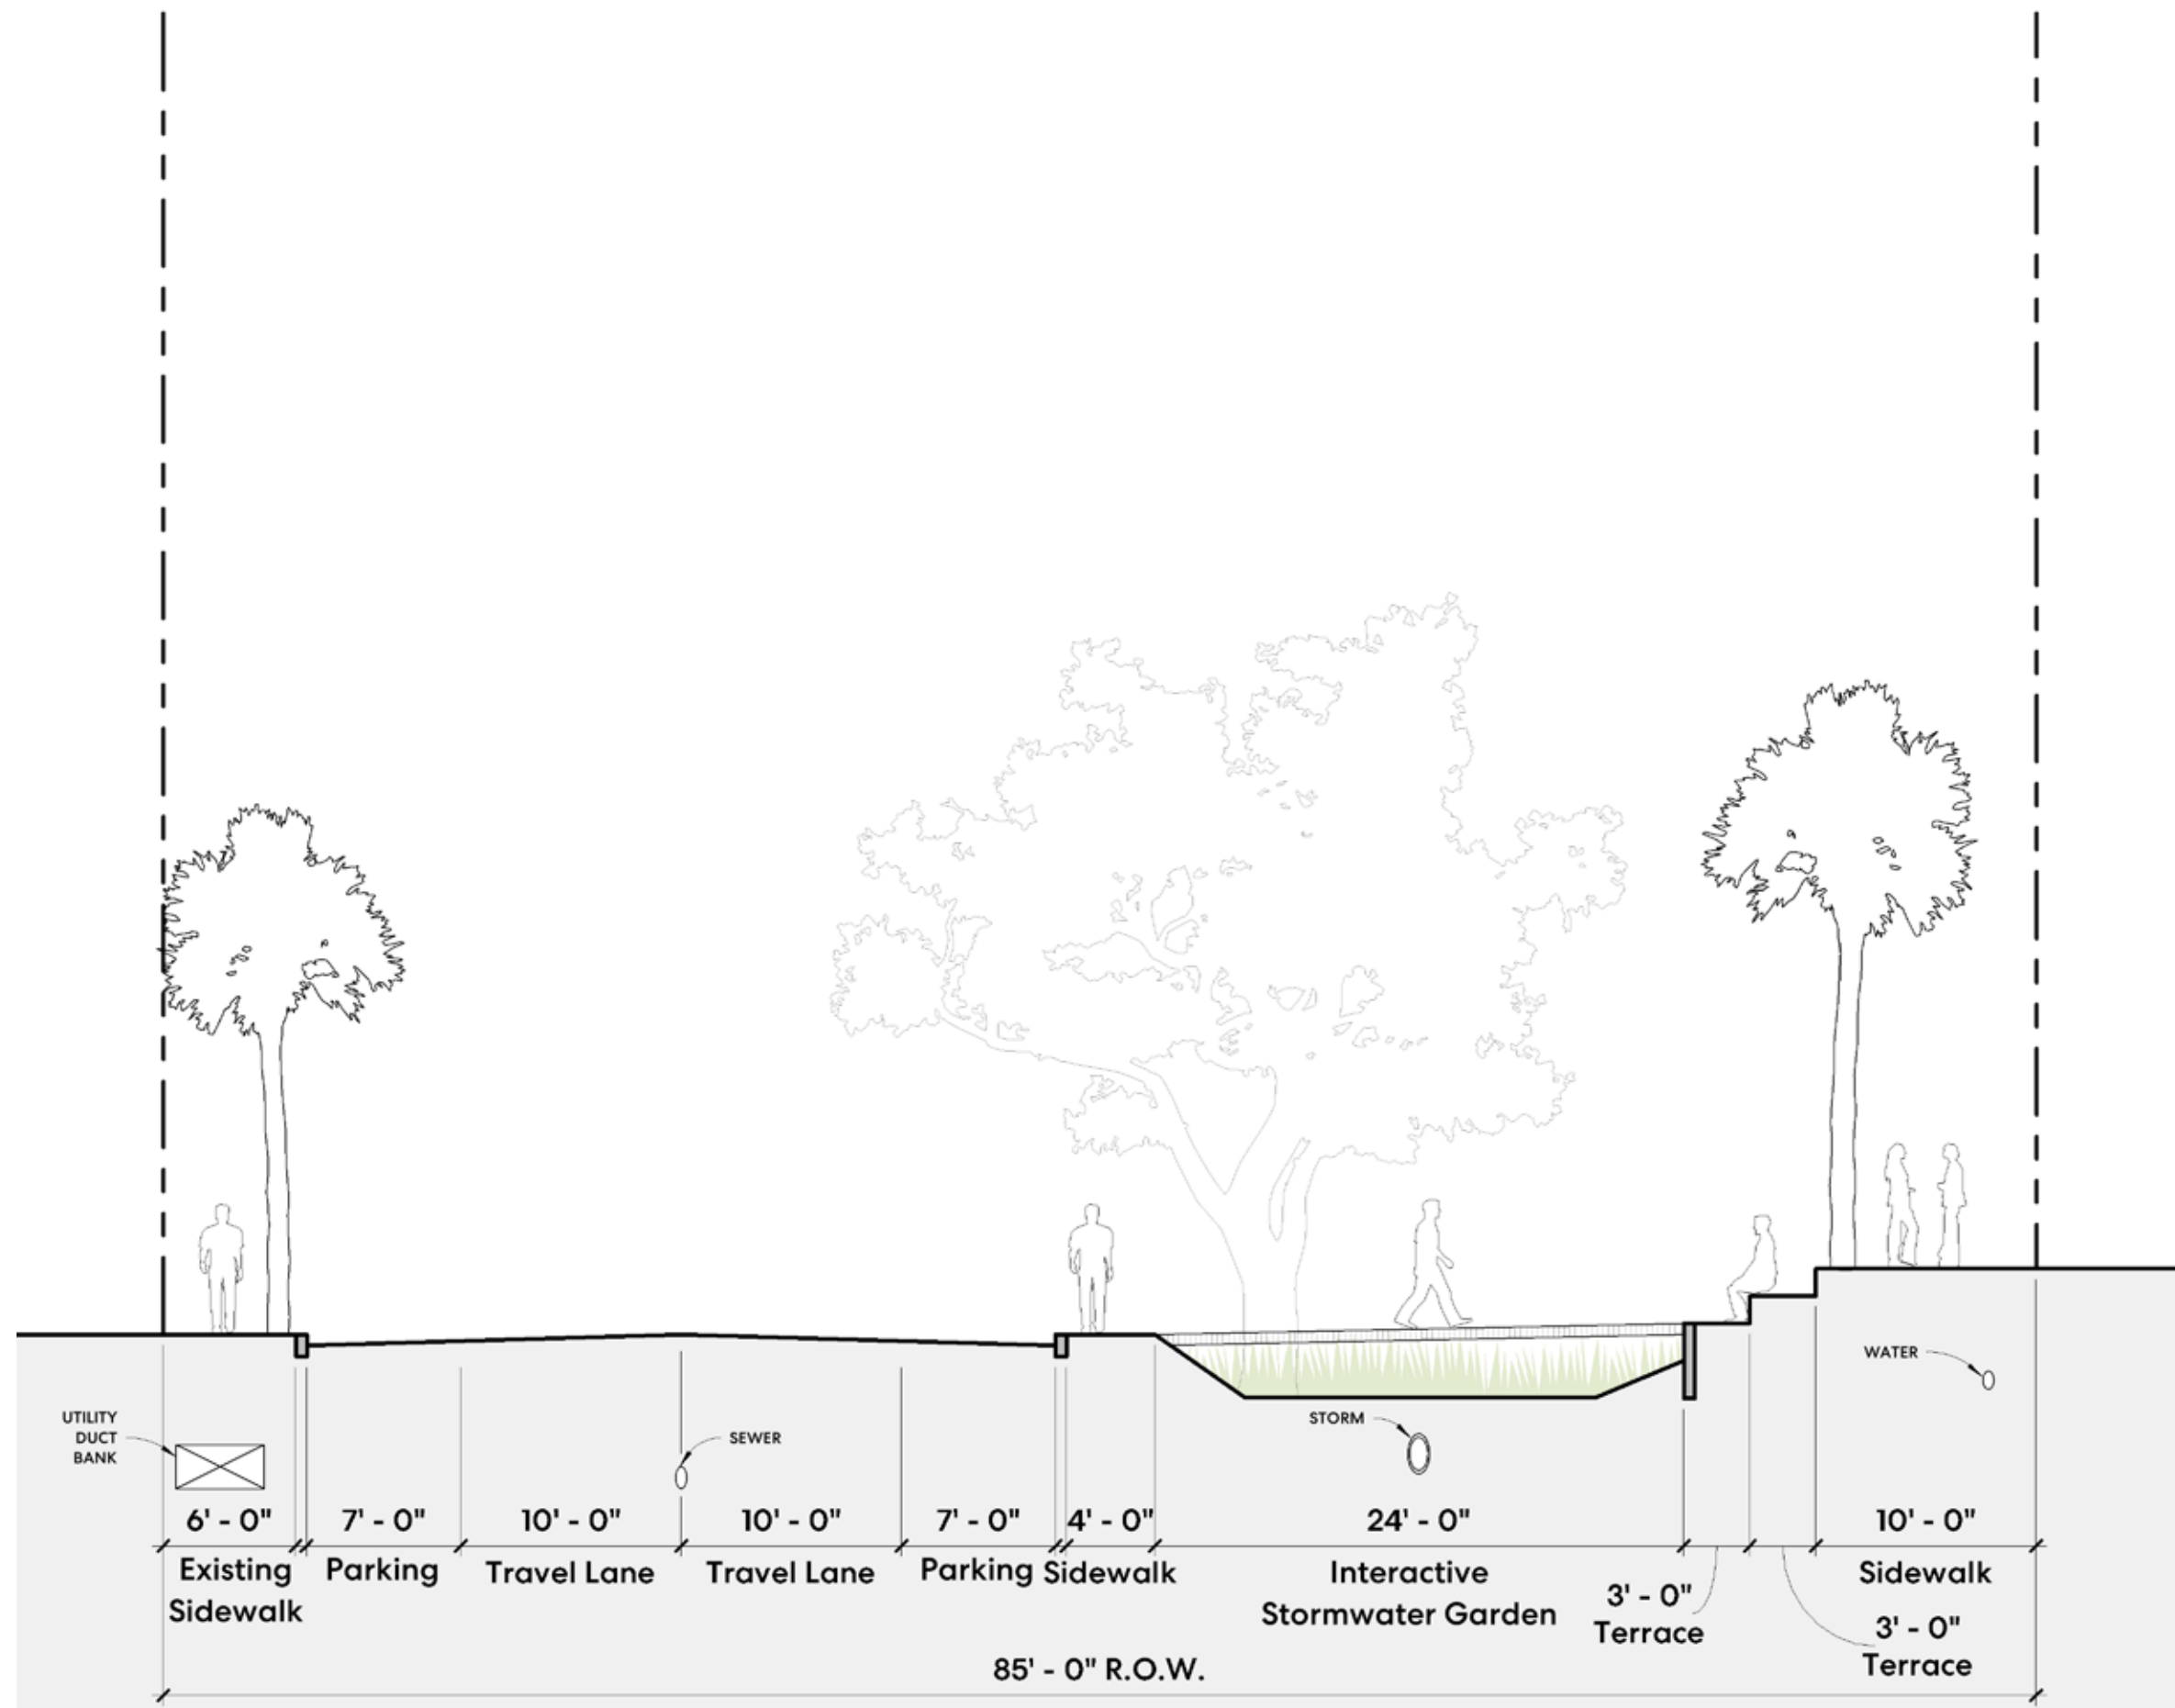 WATER
UTILITY
DUCT
BANK
SEWER
STORM
6' - 0" 7' - 0" 10' - 0" 10' - 0" 7' - 0" 4' - 0" 24' - 0" 10' - 0"
Existing Parking Travel Lane Travel Lane Parking Sidewalk Interactive Sidewalk
Sidewalk Stormwater Garden
3' - 0"
Terrace
3' - 0"
Terrace
85' - 0" R.O.W.